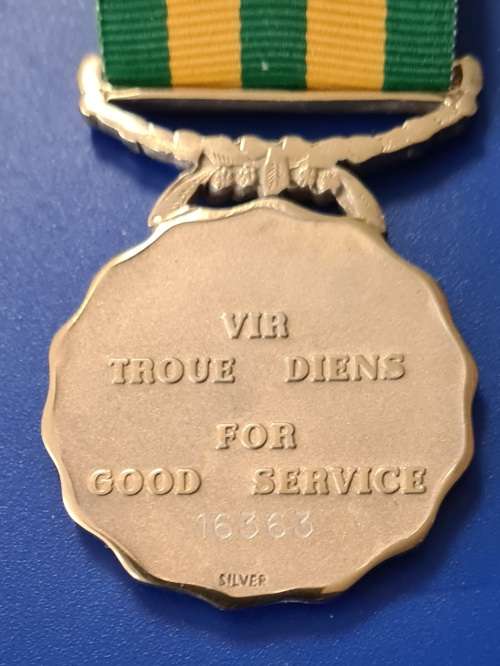 VIR
TROUE DIENS
FOR
GOOD SERVICE
16363
SILVER